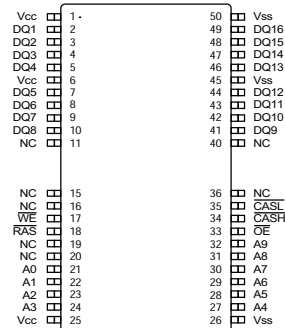 Vcc 1 50 Vss
DQ1 2 49 DQ16
DQ2 3 48 DQ15
DQ3 4 47 DQ14
DQ4 5 46 DQ13
Vcc 6 45 Vss
DQ5 7 44 DQ12
DQ6 8 43 DQ11
DQ7 9 42 DQ10
DQ8 10 41 DQ9
NC 11 40 NC
NC 15 36 NC
NC 16 35 CASL
WE 17 34 CASH
RAS 18 33 OE
NC 19 32 A9
NC 20 31 A8
A0 21 30 A7
A1 22 29 A6
A2 23 28 A5
A3 24 27 A4
Vcc 25 26 Vss